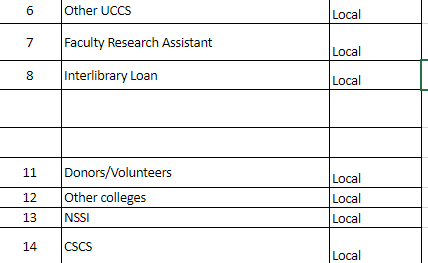 6 Other UCCS Local
7 Faculty Research Assistant Local
8 Interlibrary Loan Local
11 Donors/Volunteers Local
12 Other colleges Local
13 NSSI Local
14 CSCS Local